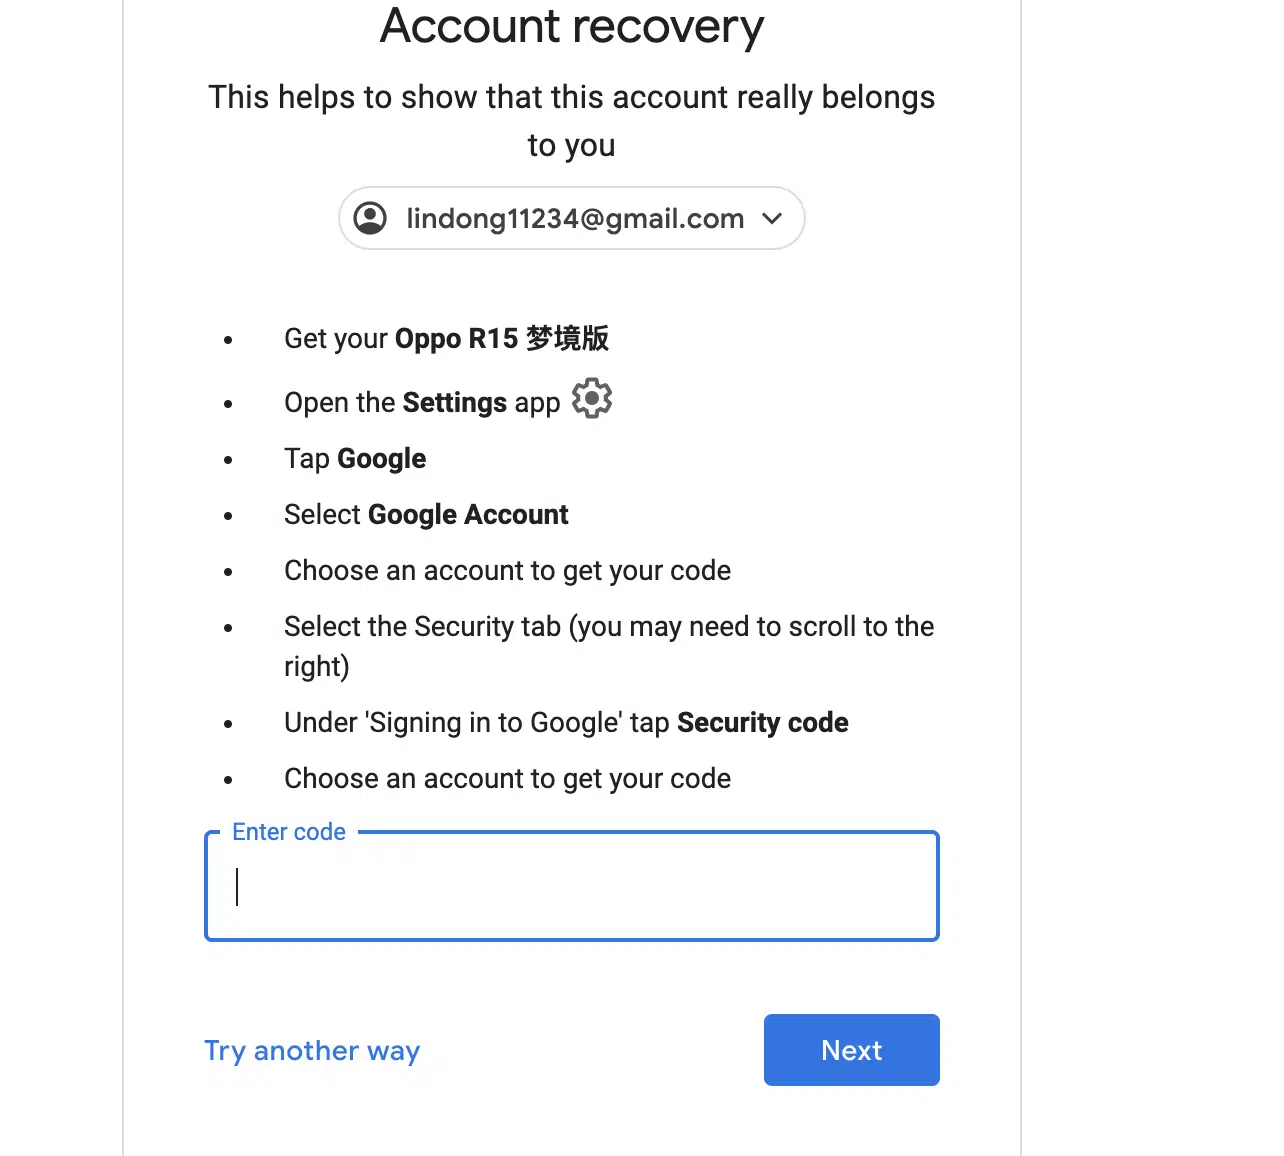 Account recovery
This helps to show that this account really belongs
to you
lindong11234@gmail.com
• Get your Oppo R15 梦境版
• Open the Settings app
• Tap Google
• Select Google Account
• Choose an account to get your code
• Select the Security tab (you may need to scroll to the
right)
• Under 'Signing in to Google' tap Security code
• Choose an account to get your code
Enter code
Try another way
Next